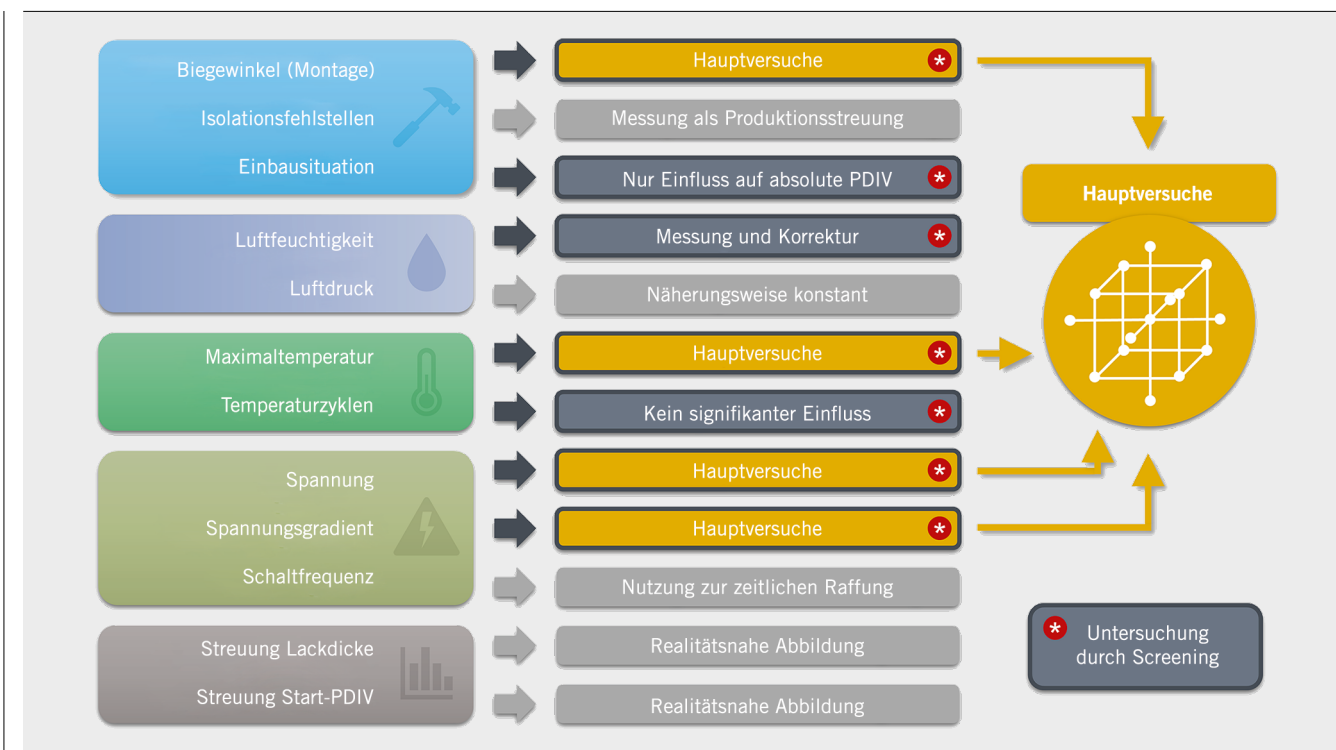 Biegewinkel (Montage)
Hauptversuche *
Isolationsfehlstellen
Messung als Produktionsstreuung
Einbausituation
Nur Einfluss auf absolute PDIV *
Luftfeuchtigkeit
Messung und Korrektur *
Luftdruck
Näherungsweise konstant
Maximaltemperatur
Hauptversuche *
Temperaturzyklen
Kein signifikanter Einfluss *
Spannung
Hauptversuche *
Spannungsgradient
Hauptversuche *
Schaltfrequenz
Nutzung zur zeitlichen Raffung
Streuung Lackdicke
Realitätsnahe Abbildung
Streuung Start-PDIV
Realitätsnahe Abbildung
Hauptversuche
* Untersuchung
durch Screening